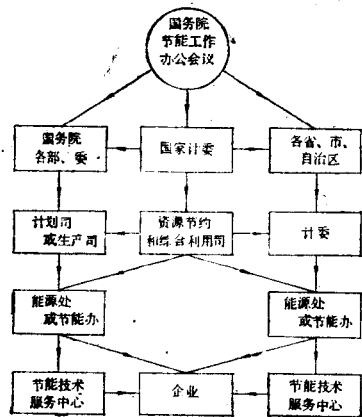 国务院
节能工作
办公会议
国务院
各部、委
国家计委
各省、市、
自治区
计划司
或生产司
资源节约
和综合利用司
计委
能源处
或节能办
能源处
或节能办
节能技术
服务中心
企业
节能技术
服务中心